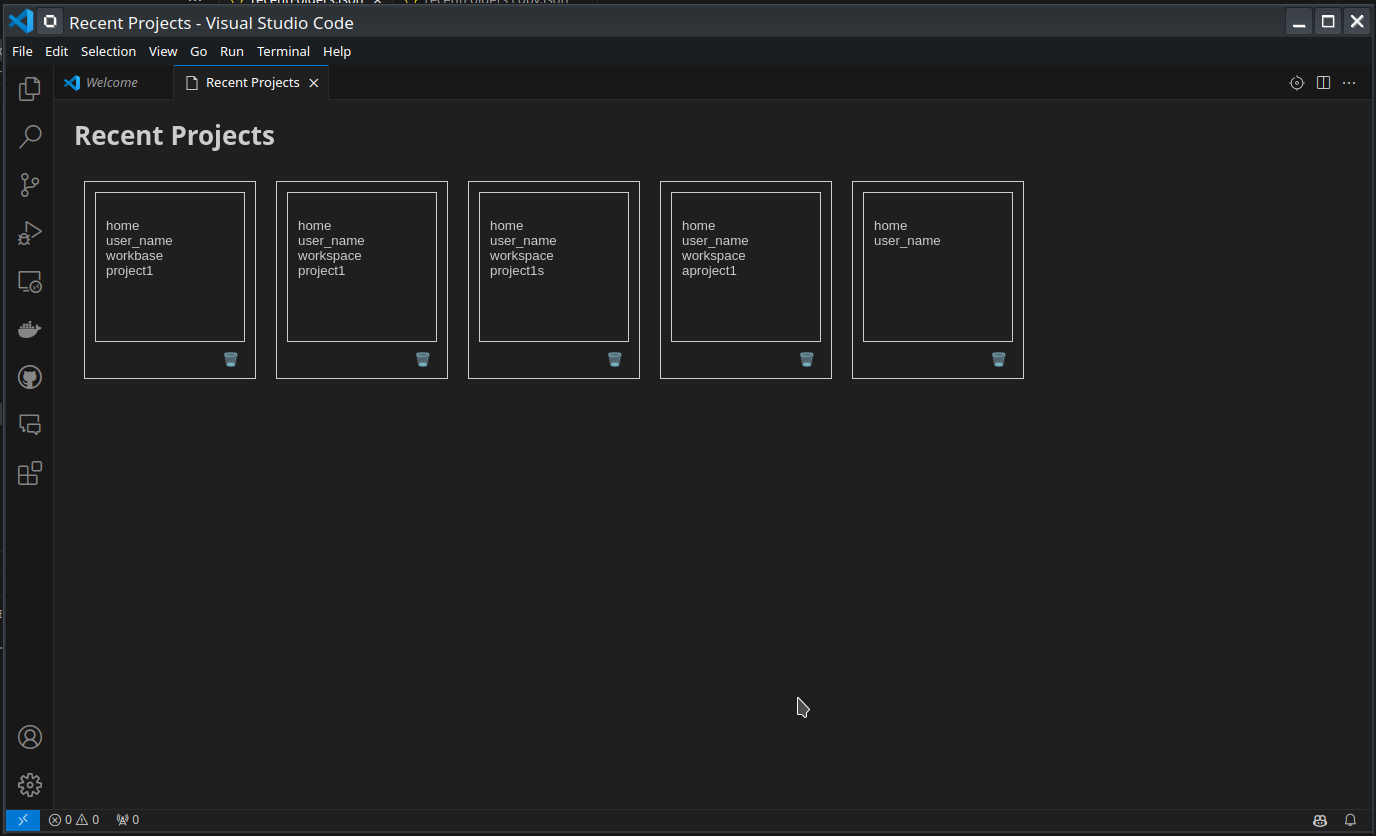 Recent Projects - Visual Studio Code
File Edit Selection View Go Run Terminal Help
Welcome Recent Projects
Recent Projects
home
user_name
workbase
project1
home
user_name
workspace
project1
home
user_name
workspace
project1s
home
user_name
workspace
aproject1
home
user_name
0 0 0